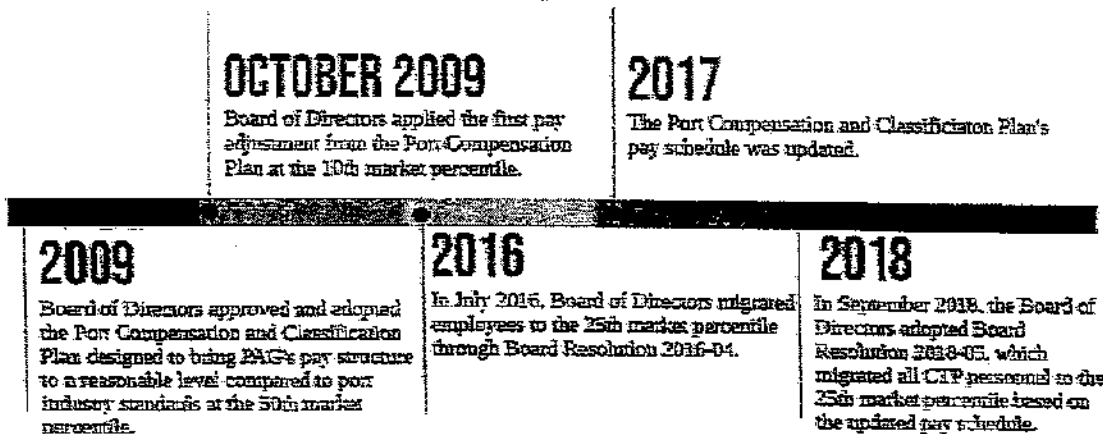 OCTOBER 2009
Board of Directors applied the first pay
adjustment from the Port Compensation
Plan at the 10th market percentile.
2017
The Port Compensation and Classificiaton Plan's
pay schedule was updated.
2009
Board of Directors approved and adopted
the Port Compensation and Classification
Plan designed to bring PAG's pay structure
to a reasonable level compared to port
industry standards at the 50th market
percentile.
2016
In July 2016, Board of Directors migrated
employees to the 25th market percentile
through Board Resolution 2016-04.
2018
In September 2018, the Board of
Directors adopted Board
Resolution 2018-05, which
migrated all CTP personnel to the
25th market percentile based on
the updated pay schedule.